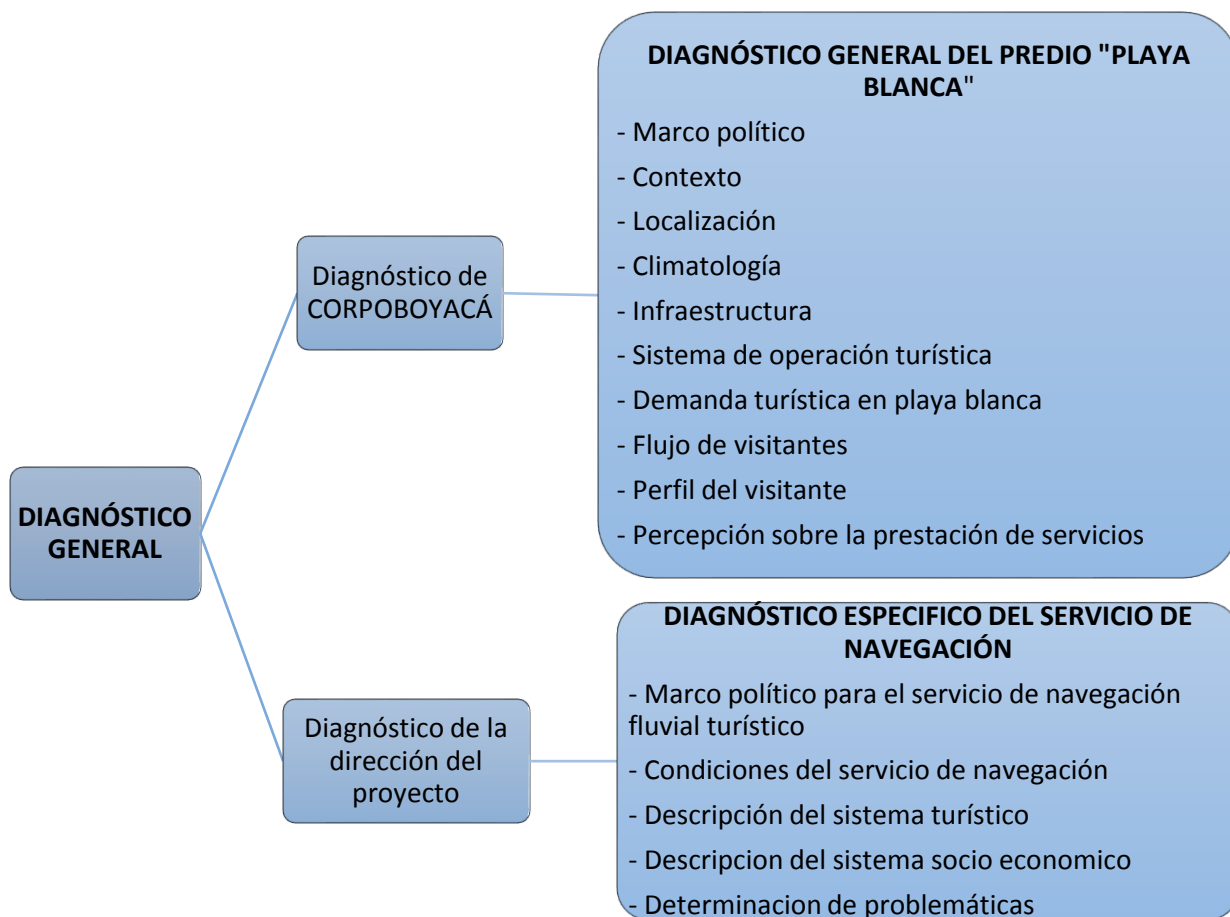 DIAGNÓSTICO GENERAL DEL PREDIO "PLAYA
BLANCA"
- Marco político
- Contexto
- Localización
- Climatología
- Infraestructura
- Sistema de operación turística
- Demanda turística en playa blanca
- Flujo de visitantes
- Perfil del visitante
- Percepción sobre la prestación de servicios
Diagnóstico de
CORPOBOYACÁ
DIAGNÓSTICO
GENERAL
Diagnóstico de la
dirección del
proyecto
DIAGNÓSTICO ESPECIFICO DEL SERVICIO DE
NAVEGACIÓN
- Marco político para el servicio de navegación
fluvial turístico
- Condiciones del servicio de navegación
- Descripción del sistema turístico
- Descripcion del sistema socio economico
- Determinacion de problemáticas